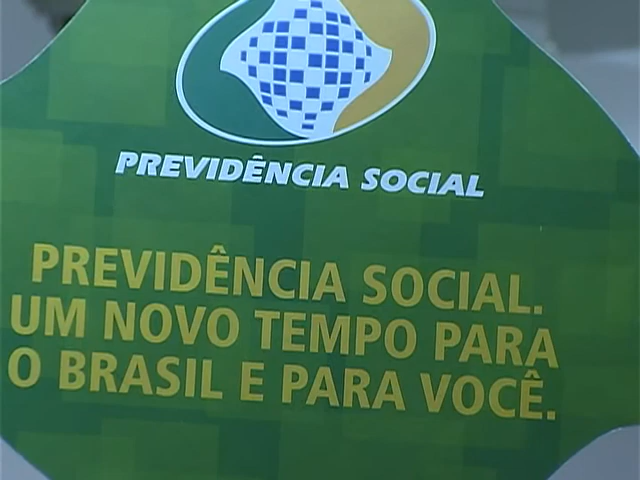 PREVIDÊNCIA SOCIAL
PREVIDÊNCIA SOCIAL.
UM NOVO TEMPO PARA
O BRASIL E PARA VOCÊ.